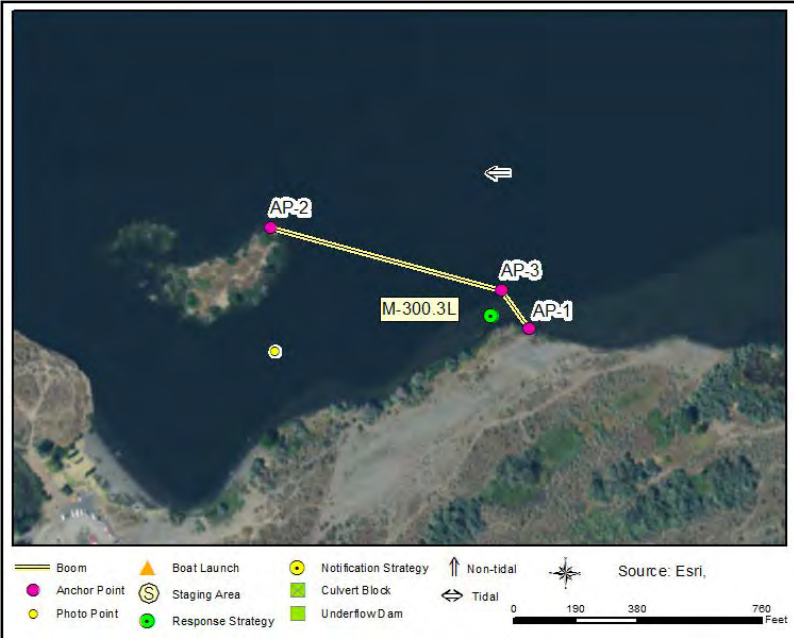 AP-2
AP-3
M-300.3L
AP-1
Boom
Boat Launch
Notification Strategy
Non-tidal
Source: Esri,
Anchor Point
S Staging Area
Culvert Block
Tidal
Photo Point
Response Strategy
Underflow Dam
0 190 380 760
Feet